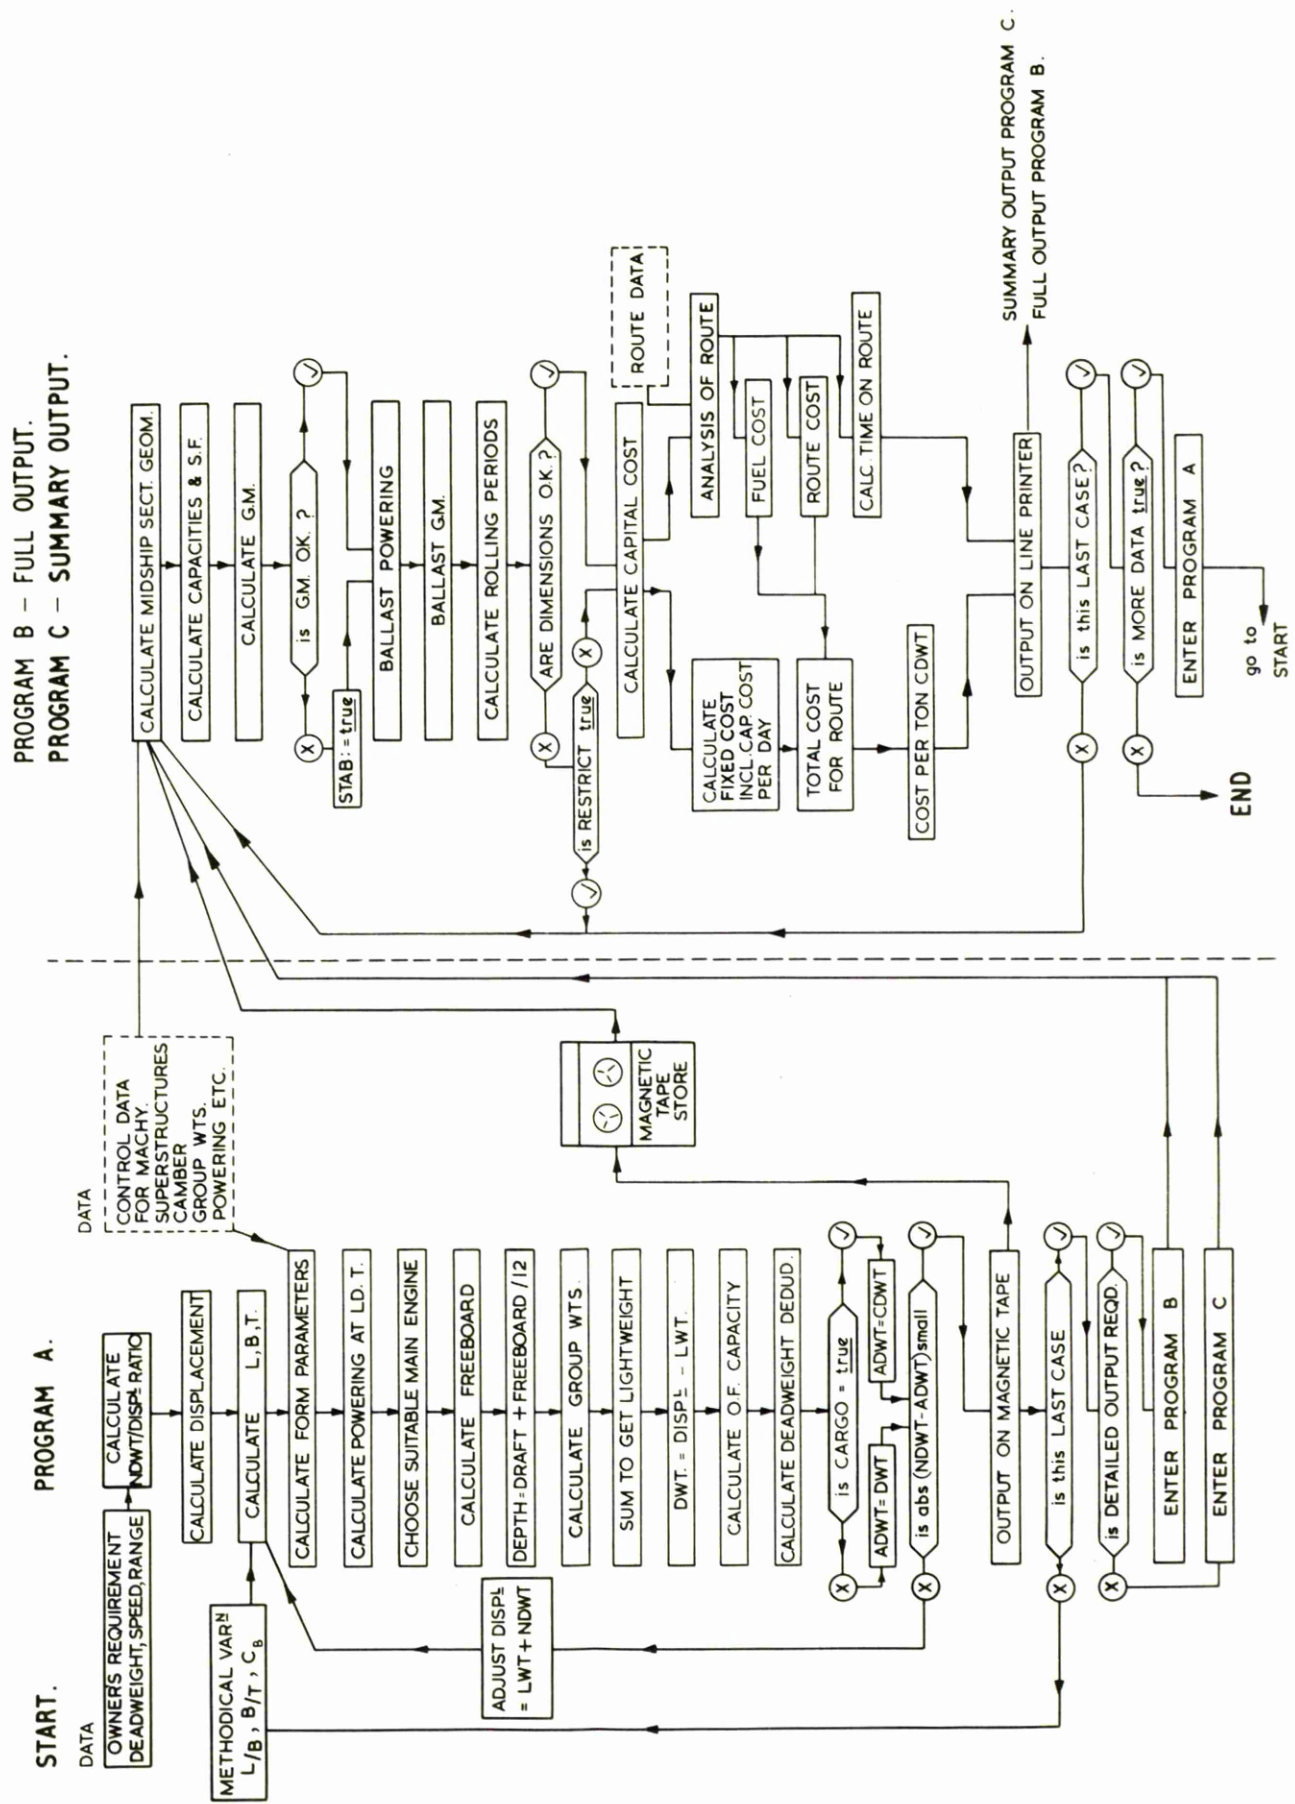 START.
PROGRAM A.
DATA
OWNER'S REQUIREMENT
DEADWEIGHT, SPEED, RANGE
CALCULATE
NDWT/DISPL RATIO
CALCULATE DISPLACEMENT
METHODICAL VARN
L/B, B/T, CB
CALCULATE L, B, T.
DATA
CONTROL DATA
FOR MACHY.
SUPERSTRUCTURES
CAMBER
GROUP WTS.
POWERING ETC.
CALCULATE FORM PARAMETERS
CALCULATE POWERING AT LD. T.
CHOOSE SUITABLE MAIN ENGINE
CALCULATE FREEBOARD
DEPTH = DRAFT + FREEBOARD /12
ADJUST DISPL
= LWT + NDWT
CALCULATE GROUP WTS.
SUM TO GET LIGHTWEIGHT
DWT. = DISPL - LWT.
CALCULATE O.F. CAPACITY
CALCULATE DEADWEIGHT DEDUD.
X
is CARGO = true
✓
ADWT = DWT
ADWT = CDWT
X
is abs (NDWT - ADWT) small
✓
OUTPUT ON MAGNETIC TAPE
MAGNETIC
TAPE
STORE
X
is this LAST CASE
✓
X
is DETAILED OUTPUT REQD.
✓
ENTER PROGRAM B
ENTER PROGRAM C
PROGRAM B – FULL OUTPUT.
PROGRAM C – SUMMARY OUTPUT.
CALCULATE MIDSHIP SECT. GEOM.
CALCULATE CAPACITIES & S.F.
CALCULATE G.M.
X
is G.M. OK. ?
✓
STAB: = true
BALLAST POWERING
BALLAST G.M.
CALCULATE ROLLING PERIODS
X
ARE DIMENSIONS O.K. ?
✓
✓
is RESTRICT true
X
CALCULATE CAPITAL COST
ROUTE DATA
CALCULATE
FIXED COST
INCL. CAP. COST
PER DAY
ANALYSIS OF ROUTE
FUEL COST
TOTAL COST
FOR ROUTE
ROUTE COST
CALC. TIME ON ROUTE
COST PER TON CDWT
OUTPUT ON LINE PRINTER
SUMMARY OUTPUT PROGRAM C.
FULL OUTPUT PROGRAM B.
X
is this LAST CASE ?
✓
X
is MORE DATA true ?
✓
END
ENTER PROGRAM A
go to
START